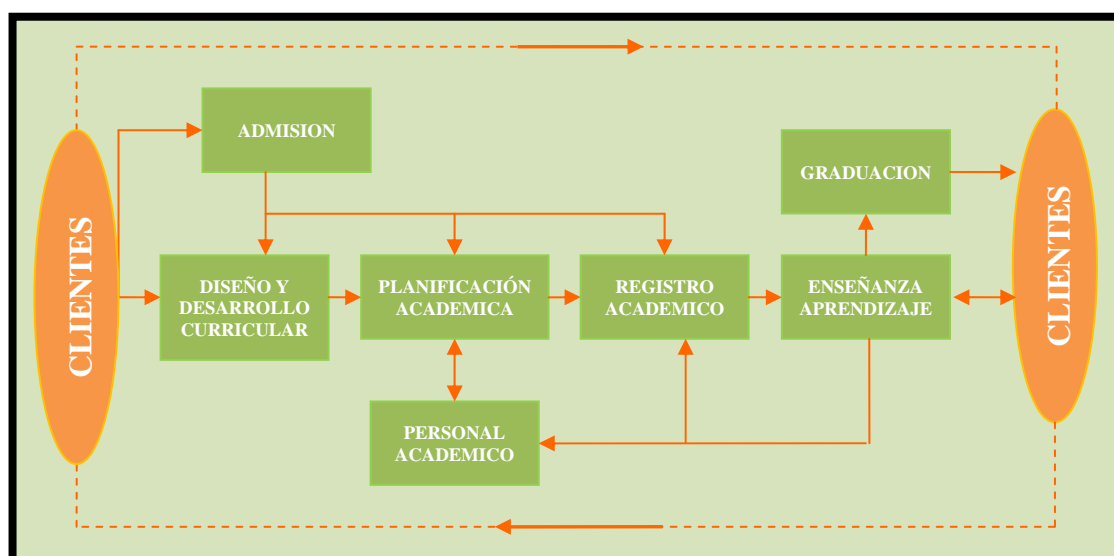 CLIENTES
ADMISION
DISEÑO Y
DESARROLLO
CURRICULAR
PLANIFICACIÓN
ACADEMICA
REGISTRO
ACADEMICO
ENSEÑANZA
APRENDIZAJE
GRADUACION
PERSONAL
ACADEMICO
CLIENTES